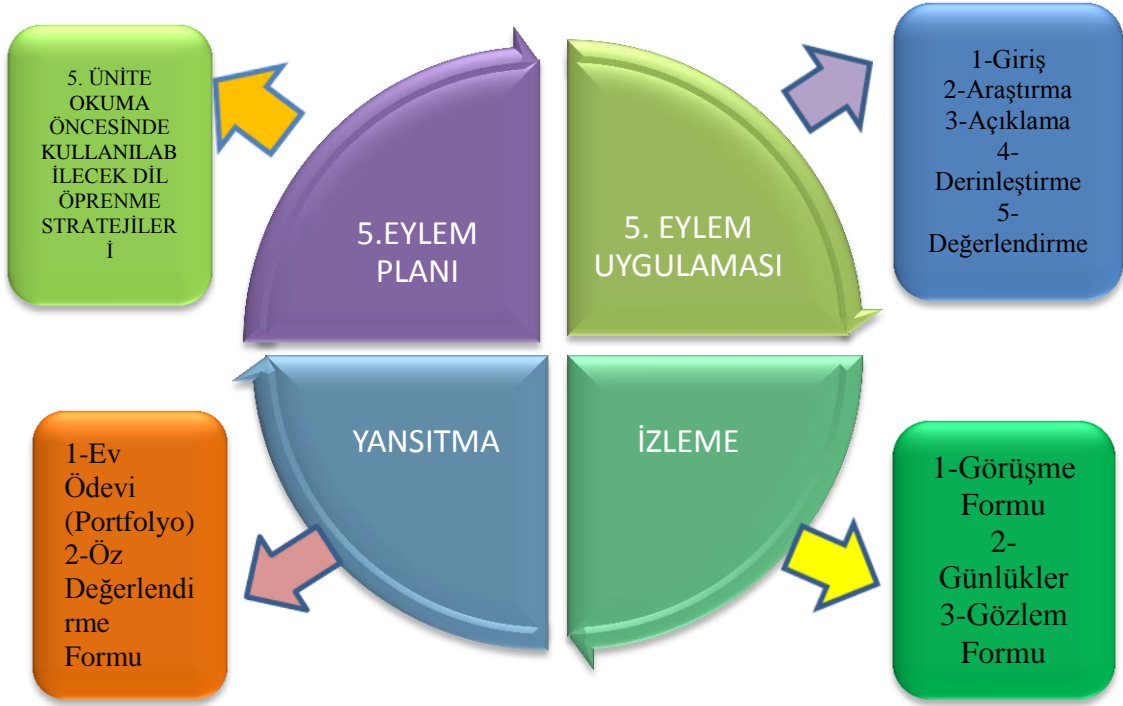 5. ÜNİTE
OKUMA
ÖNCESİNDE
KULLANILAB
İLECEK DİL
ÖPRENME
STRATEJİLER
İ
5.EYLEM
PLANI
5. EYLEM
UYGULAMASI
1-Giriş
2-Araştırma
3-Açıklama
4-
Derinleştirme
5-
Değerlendirme
YANSITMA
İZLEME
1-Ev
Ödevi
(Portfolyo)
2-Öz
Değerlendi
rme
Formu
1-Görüşme
Formu
2-
Günlükler
3-Gözlem
Formu